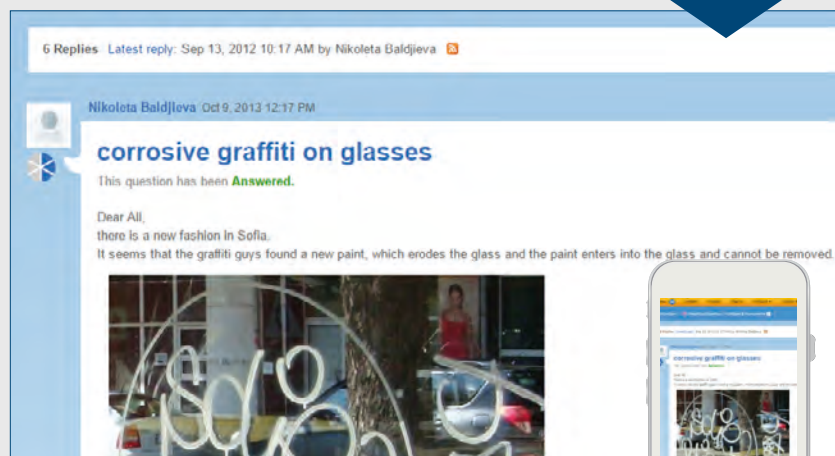 6 Replies Latest reply: Sep 13, 2012 10:17 AM by Nikoleta Baldjieva
Nikoleta Baldjieva Oct 9, 2013 12:17 PM
corrosive graffiti on glasses
This question has been Answered.
Dear All,
there is a new fashion in Sofia.
It seems that the graffiti guys found a new paint, which erodes the glass and the paint enters into the glass and cannot be removed.
corrosive graffiti on glasses